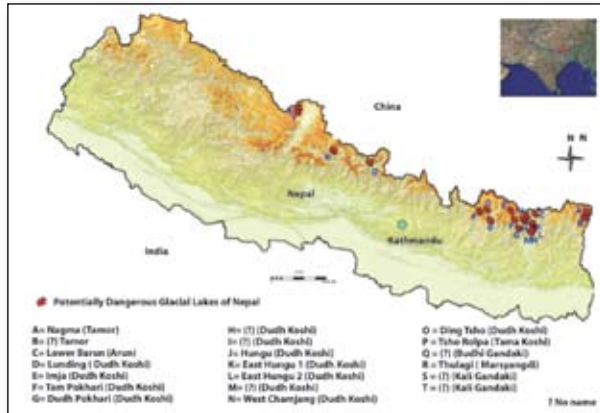 China
N N
Nepal
Kathmandu
India
Potentially Dangerous Glacial Lakes of Nepal
A= Nagma (Tamor)
B= (?) Tamor
C= Lower Barun (Arun)
D= Lunding ( Dudh Koshi)
E= Imja (Dudh Koshi)
F= Tam Pokhari (Dudh Koshi)
G= Dudh Pokhari (Dudh Koshi)
H= (?) (Dudh Koshi)
I= (?) (Dudh Koshi)
J= Hungu (Dudh Koshi)
K= East Hungu 1 (Dudh Koshi)
L= East Hungu 2 (Dudh Koshi)
M= (?) (Dudh Koshi)
N= West Chamjang (Dudh Koshi)
O = Ding Tsho (Dudh Koshi)
P = Tsho Rolpa (Tama Koshi)
Q = (?) (Budhi Gandaki)
R = Thulagi ( Marsyangdi)
S = (?) (Kali Gandaki)
T = (?) (Kali Gandaki)
? No name